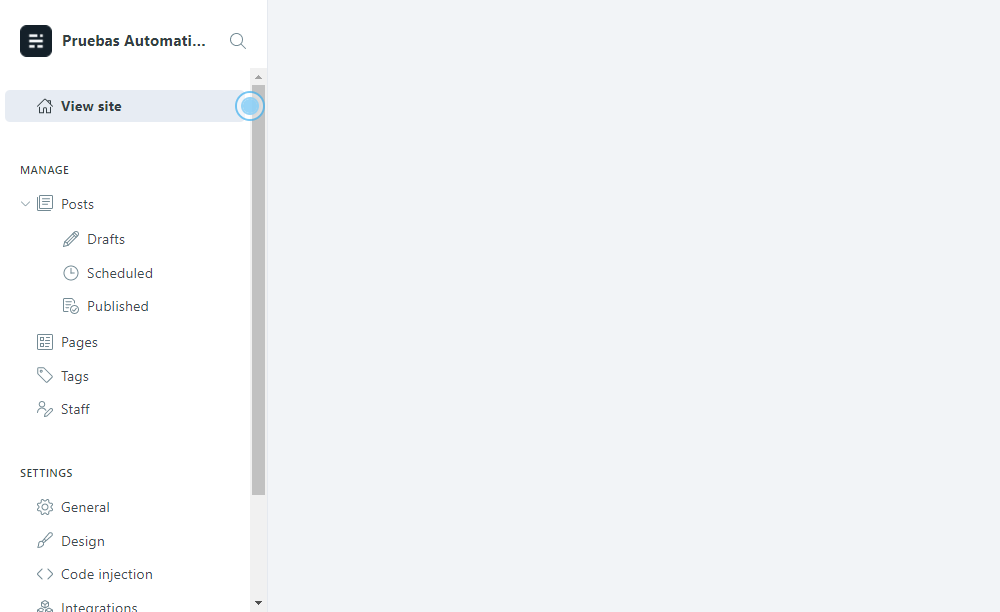 Pruebas Automati...
View site
MANAGE
Posts
Drafts
Scheduled
Published
Pages
Tags
Staff
SETTINGS
General
Design
Code injection
Integrations